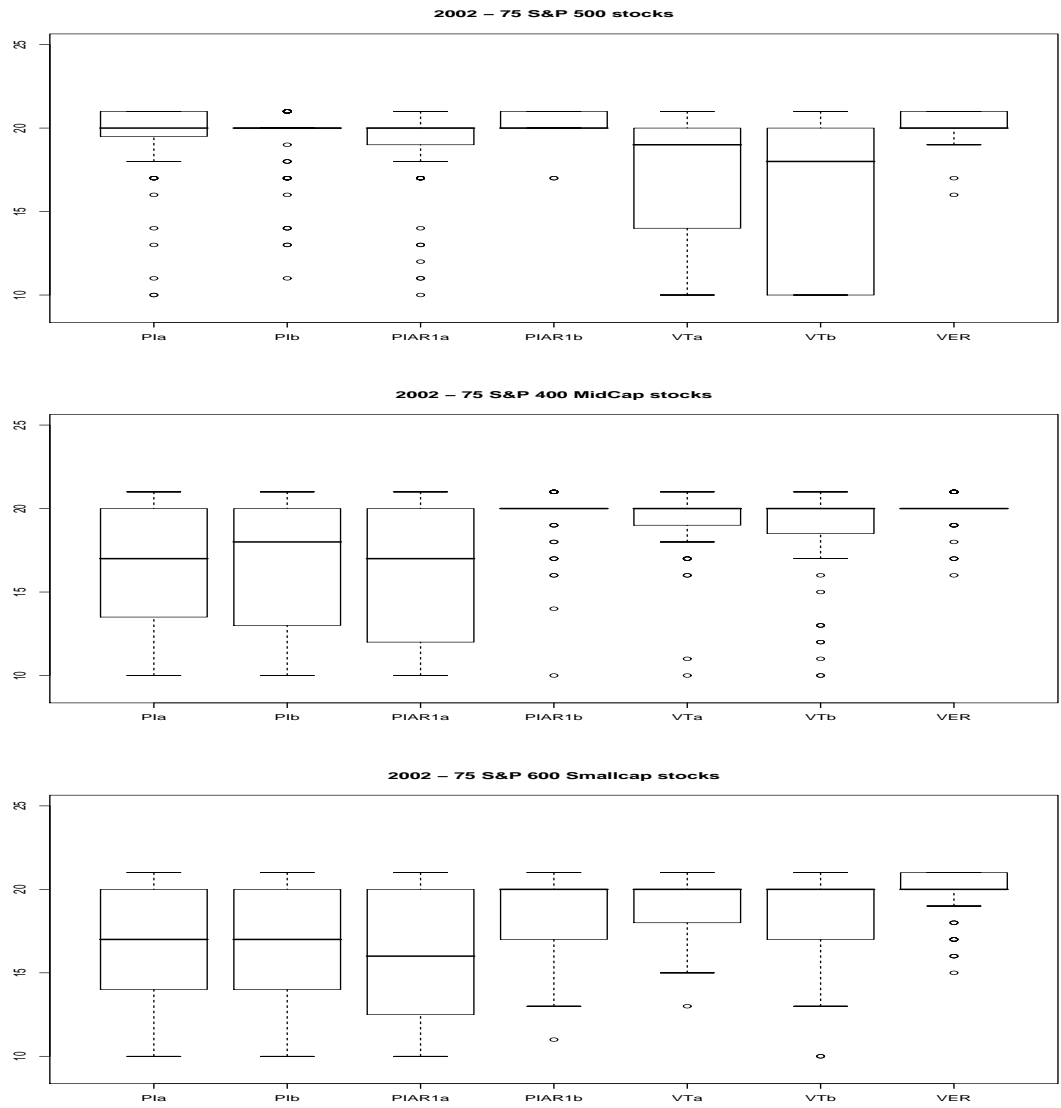 2002 – 75 S&P 500 stocks
25
20
15
10
PIa PIb PIAR1a PIAR1b VTa VTb VER
2002 – 75 S&P 400 MidCap stocks
25
20
15
10
PIa PIb PIAR1a PIAR1b VTa VTb VER
2002 – 75 S&P 600 Smallcap stocks
25
20
15
10
PIa PIb PIAR1a PIAR1b VTa VTb VER